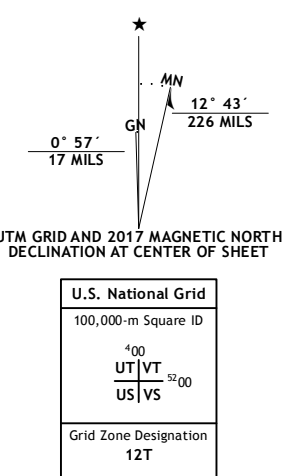 ★
MN
GN
12° 43´
226 MILS
0° 57´
17 MILS
UTM GRID AND 2017 MAGNETIC NORTH
DECLINATION AT CENTER OF SHEET
U.S. National Grid
100,000-m Square ID
⁴00
UT VT
⁵²00
US VS
Grid Zone Designation
12T